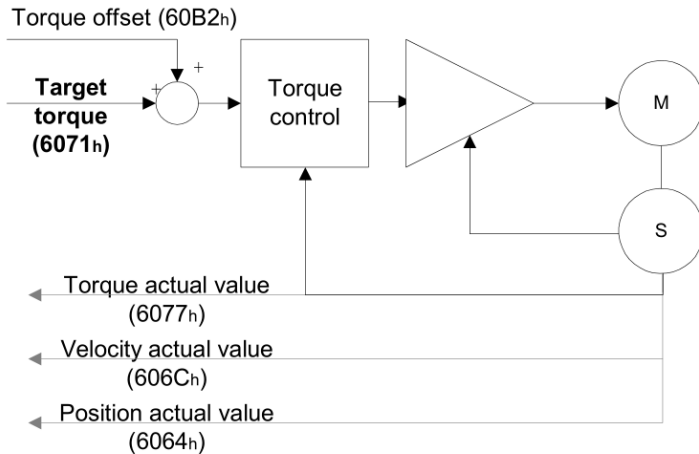 Torque offset (60B2h)
+
+
Target
torque
(6071h)
Torque
control
M
S
Torque actual value
(6077h)
Velocity actual value
(606Ch)
Position actual value
(6064h)